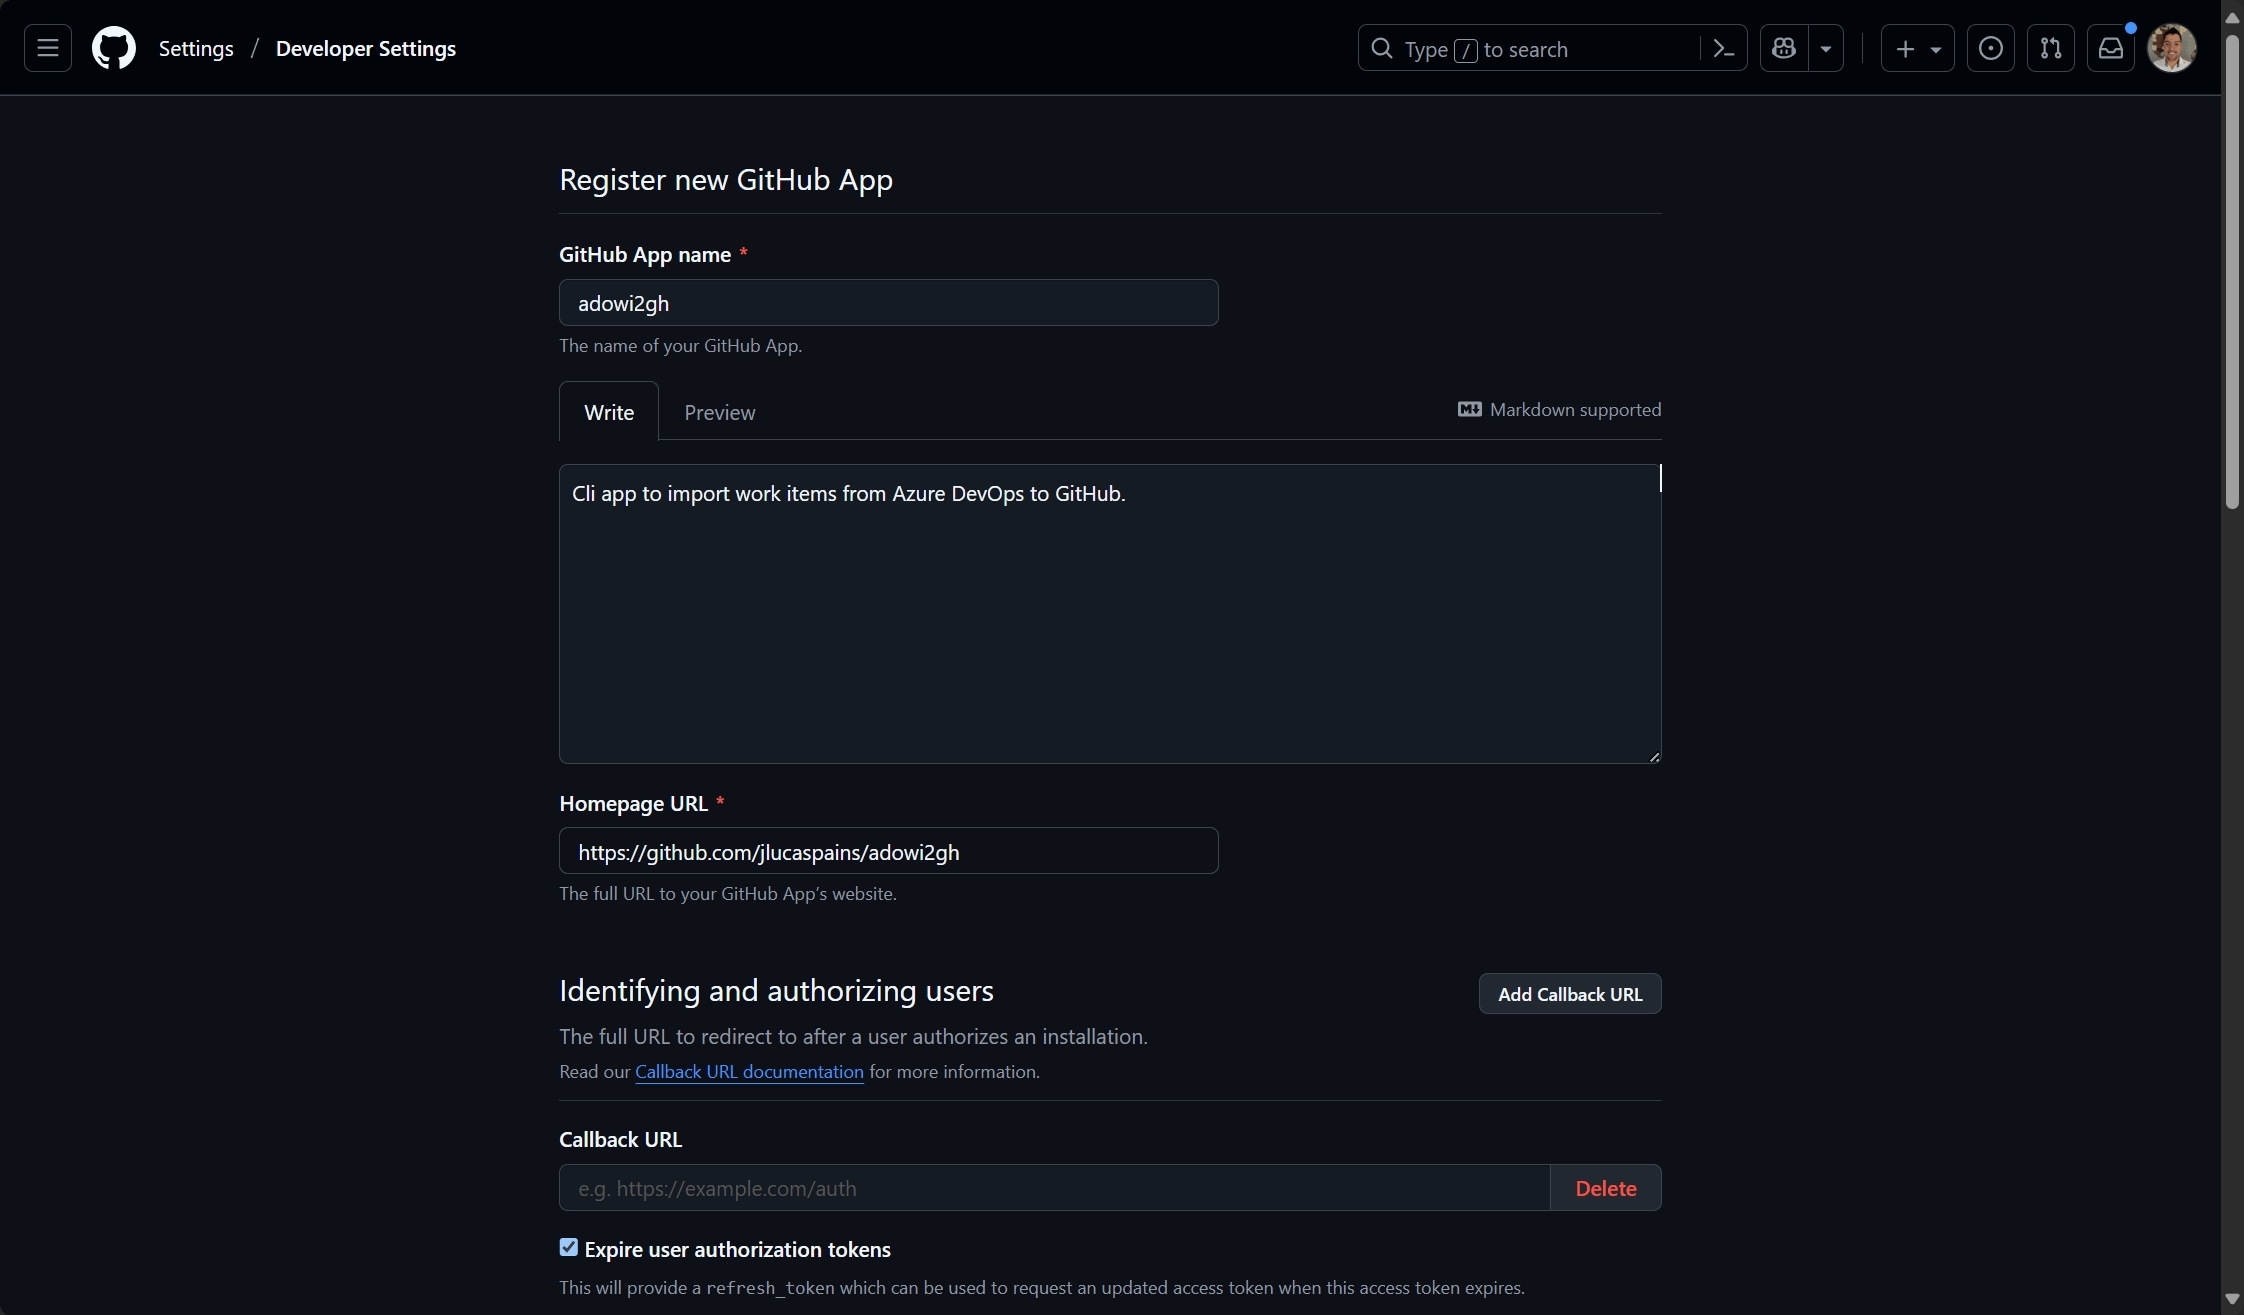 Settings / Developer Settings
Type / to search
Register new GitHub App
GitHub App name *
adowi2gh
The name of your GitHub App.
Write
Preview
Markdown supported
Cli app to import work items from Azure DevOps to GitHub.
Homepage URL *
https://github.com/jlucaspains/adowi2gh
The full URL to your GitHub App’s website.
Identifying and authorizing users
Add Callback URL
The full URL to redirect to after a user authorizes an installation.
Read our Callback URL documentation for more information.
Callback URL
e.g. https://example.com/auth
Delete
Expire user authorization tokens
This will provide a refresh_token which can be used to request an updated access token when this access token expires.